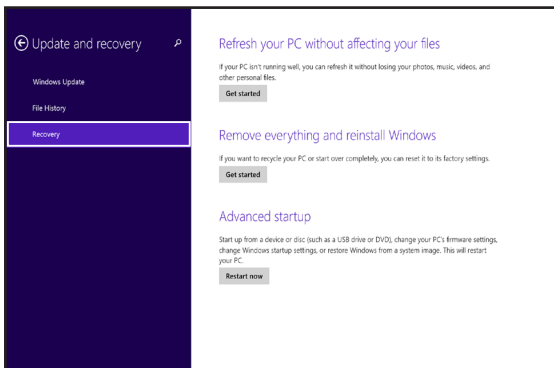 Update and recovery
Windows Update
File History
Recovery
Refresh your PC without affecting your files
If your PC isn't running well, you can refresh it without losing your photos, music, videos, and
other personal files.
Get started
Remove everything and reinstall Windows
If you want to recycle your PC or start over completely, you can reset it to its factory settings.
Get started
Advanced startup
Start up from a device or disc (such as a USB drive or DVD), change your PC's firmware settings,
change Windows startup settings, or restore Windows from a system image. This will restart
your PC.
Restart now